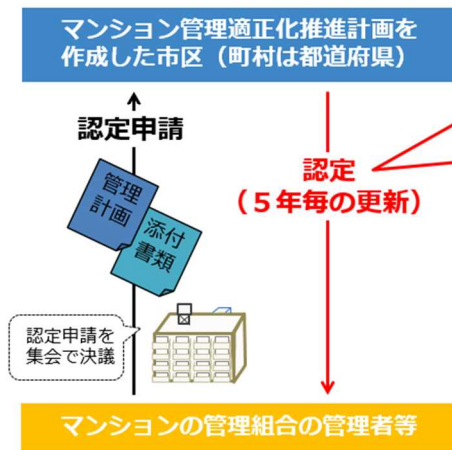 マンション管理適正化推進計画を
作成した市区（町村は都道府県）
認定申請
管理
計画
添付
書類
認定申請を
集会で決議
認定
（５年毎の更新）
マンションの管理組合の管理者等